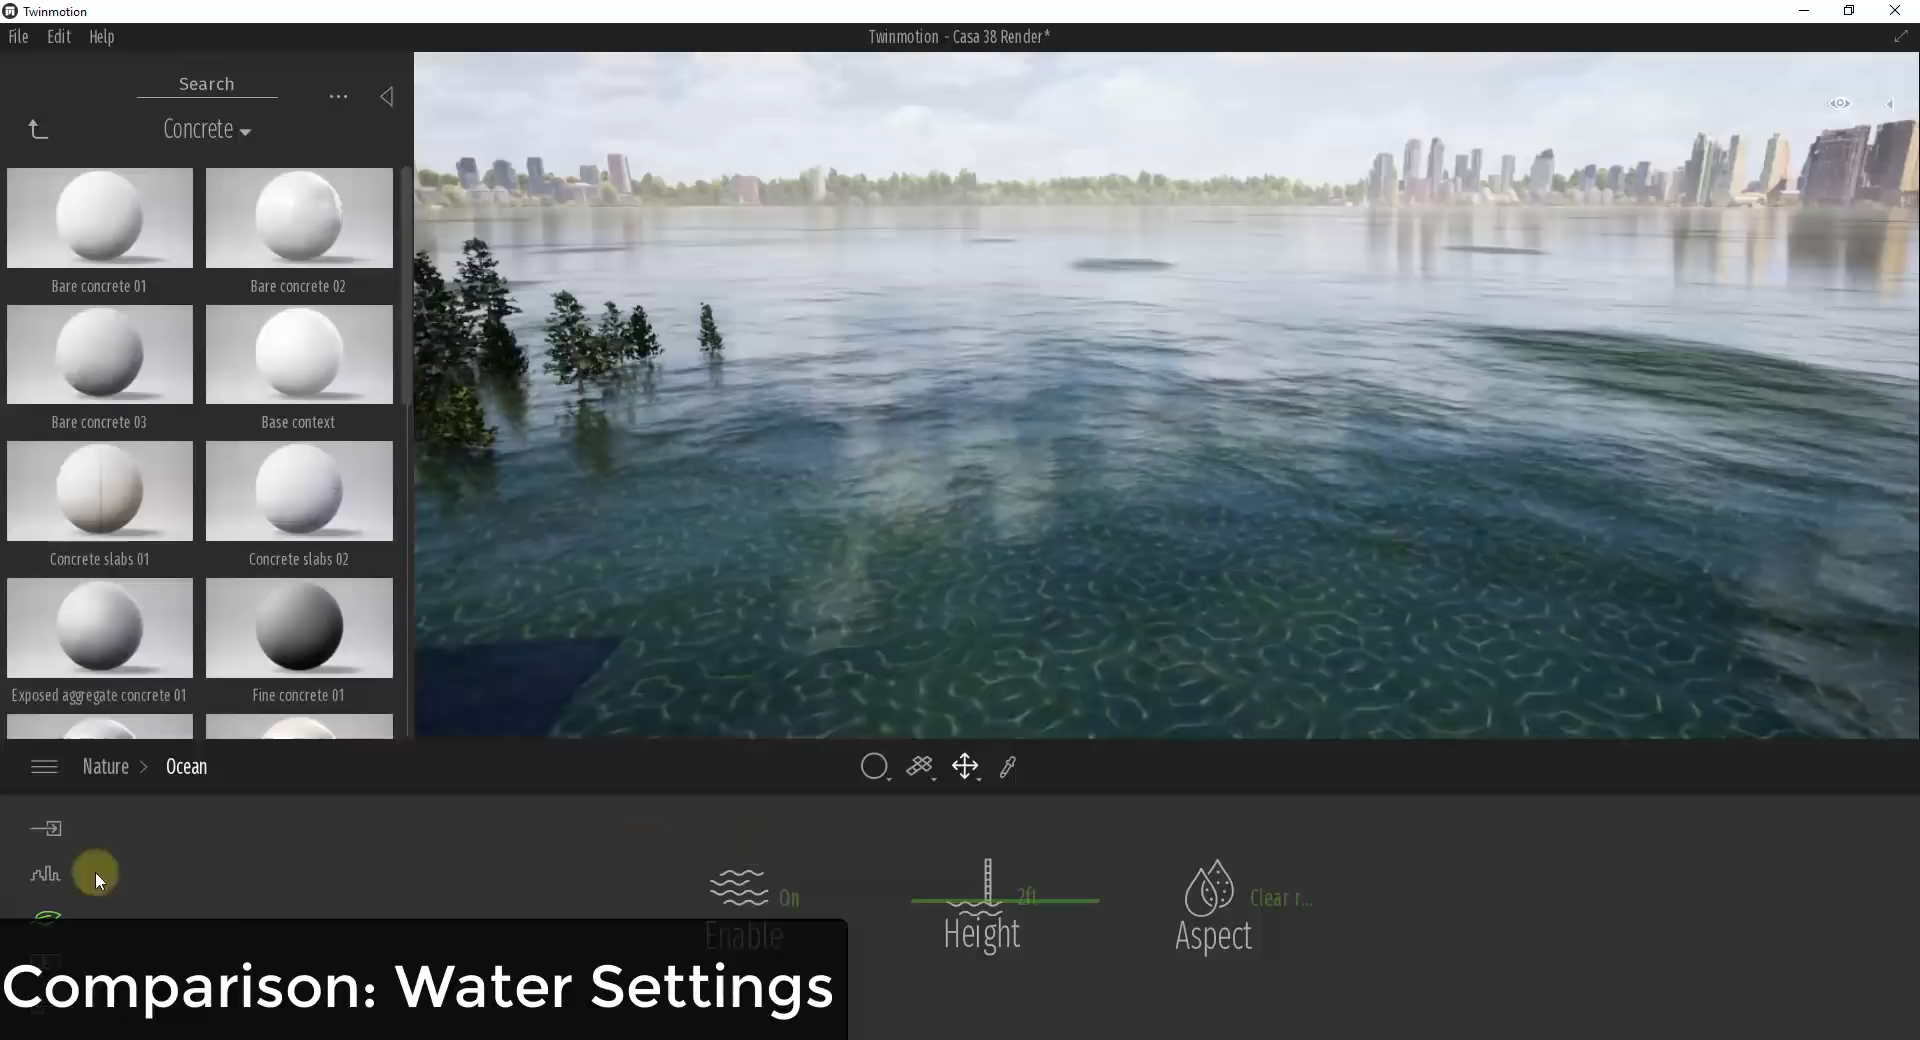 Twinmotion
File Edit Help
Twinmotion - Casa 38 Render*
Search
Concrete
Bare concrete 01
Bare concrete 02
Bare concrete 03
Base context
Concrete slabs 01
Concrete slabs 02
Exposed aggregate concrete 01
Fine concrete 01
Nature > Ocean
On
Enable
2ft
Height
Clear r...
Aspect
Comparison: Water Settings